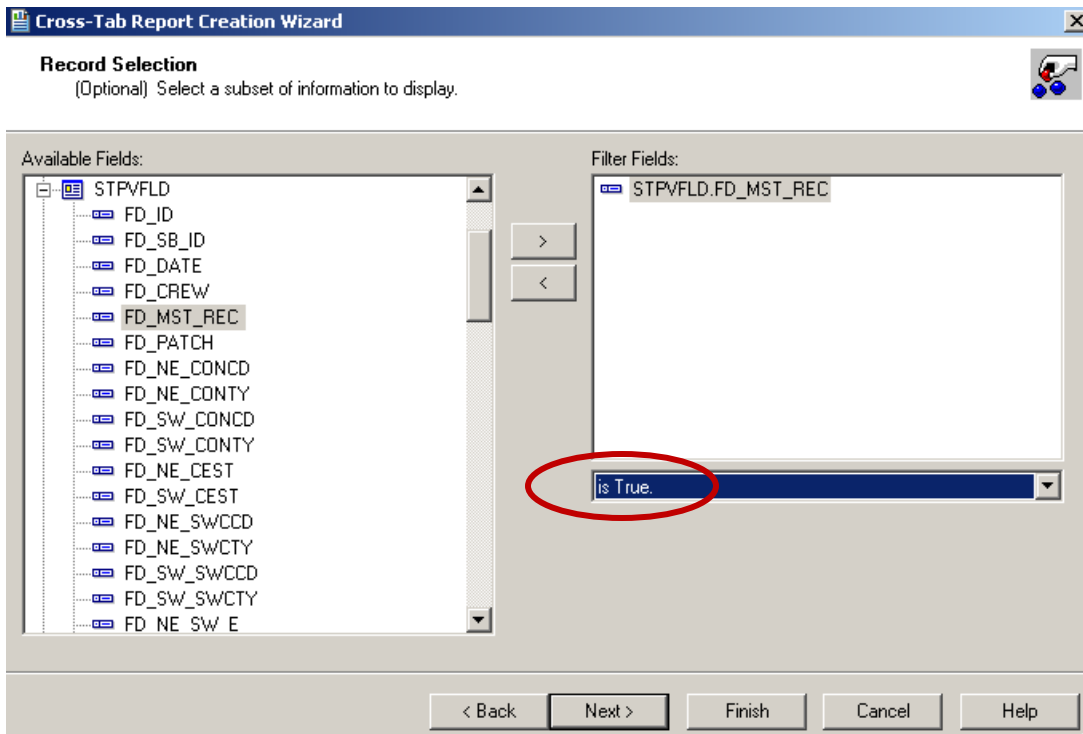 Cross-Tab Report Creation Wizard
Record Selection
(Optional) Select a subset of information to display.
Available Fields:
STPVFLD
FD_ID
FD_SB_ID
FD_DATE
FD_CREW
FD_MST_REC
FD_PATCH
FD_NE_CONCD
FD_NE_CONTY
FD_SW_CONCD
FD_SW_CONTY
FD_NE_CEST
FD_SW_CEST
FD_NE_SWCCD
FD_NE_SWCTY
FD_SW_SWCCD
FD_SW_SWCTY
FD_NE_SW_E
>
<
Filter Fields:
STPVFLD.FD_MST_REC
is True.
< Back Next > Finish Cancel Help